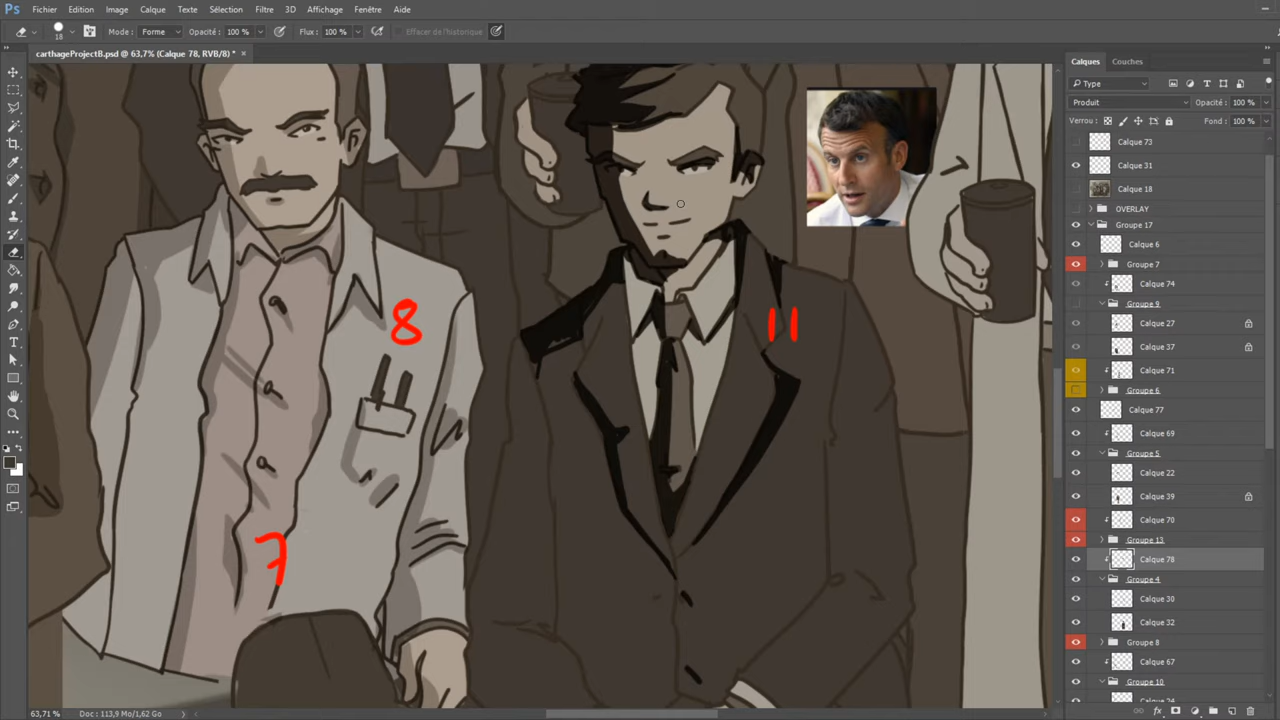 Ps Fichier Edition Image Calque Texte Sélection Filtre 3D Affichage Fenêtre Aide
18 Mode : Forme Opacité : 100 % Flux : 100 % Effacer de l'historique
carthageProjectB.psd @ 63,7% (Calque 78, RVB/8) * ×
Calques Couches
Type
Produit Opacité : 100 %
Verrou : Fond : 100 %
Calque 73
Calque 31
Calque 18
OVERLAY
Groupe 17
Calque 6
Groupe 7
Calque 74
Groupe 9
Calque 27
Calque 37
Calque 71
Groupe 6
Calque 77
Calque 69
Groupe 5
Calque 22
Calque 39
Calque 70
Groupe 13
Calque 78
Groupe 4
Calque 30
Calque 32
Groupe 8
Calque 67
Groupe 10
Calque 24
8
11
7
63,71 % Doc : 113,9 Mo/1,62 Go